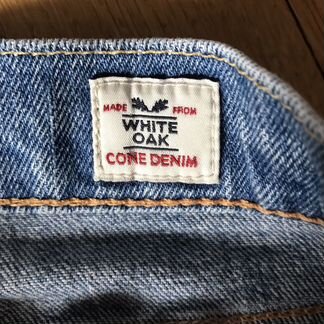 MADE FROM
WHITE
OAK
CONE DENIM